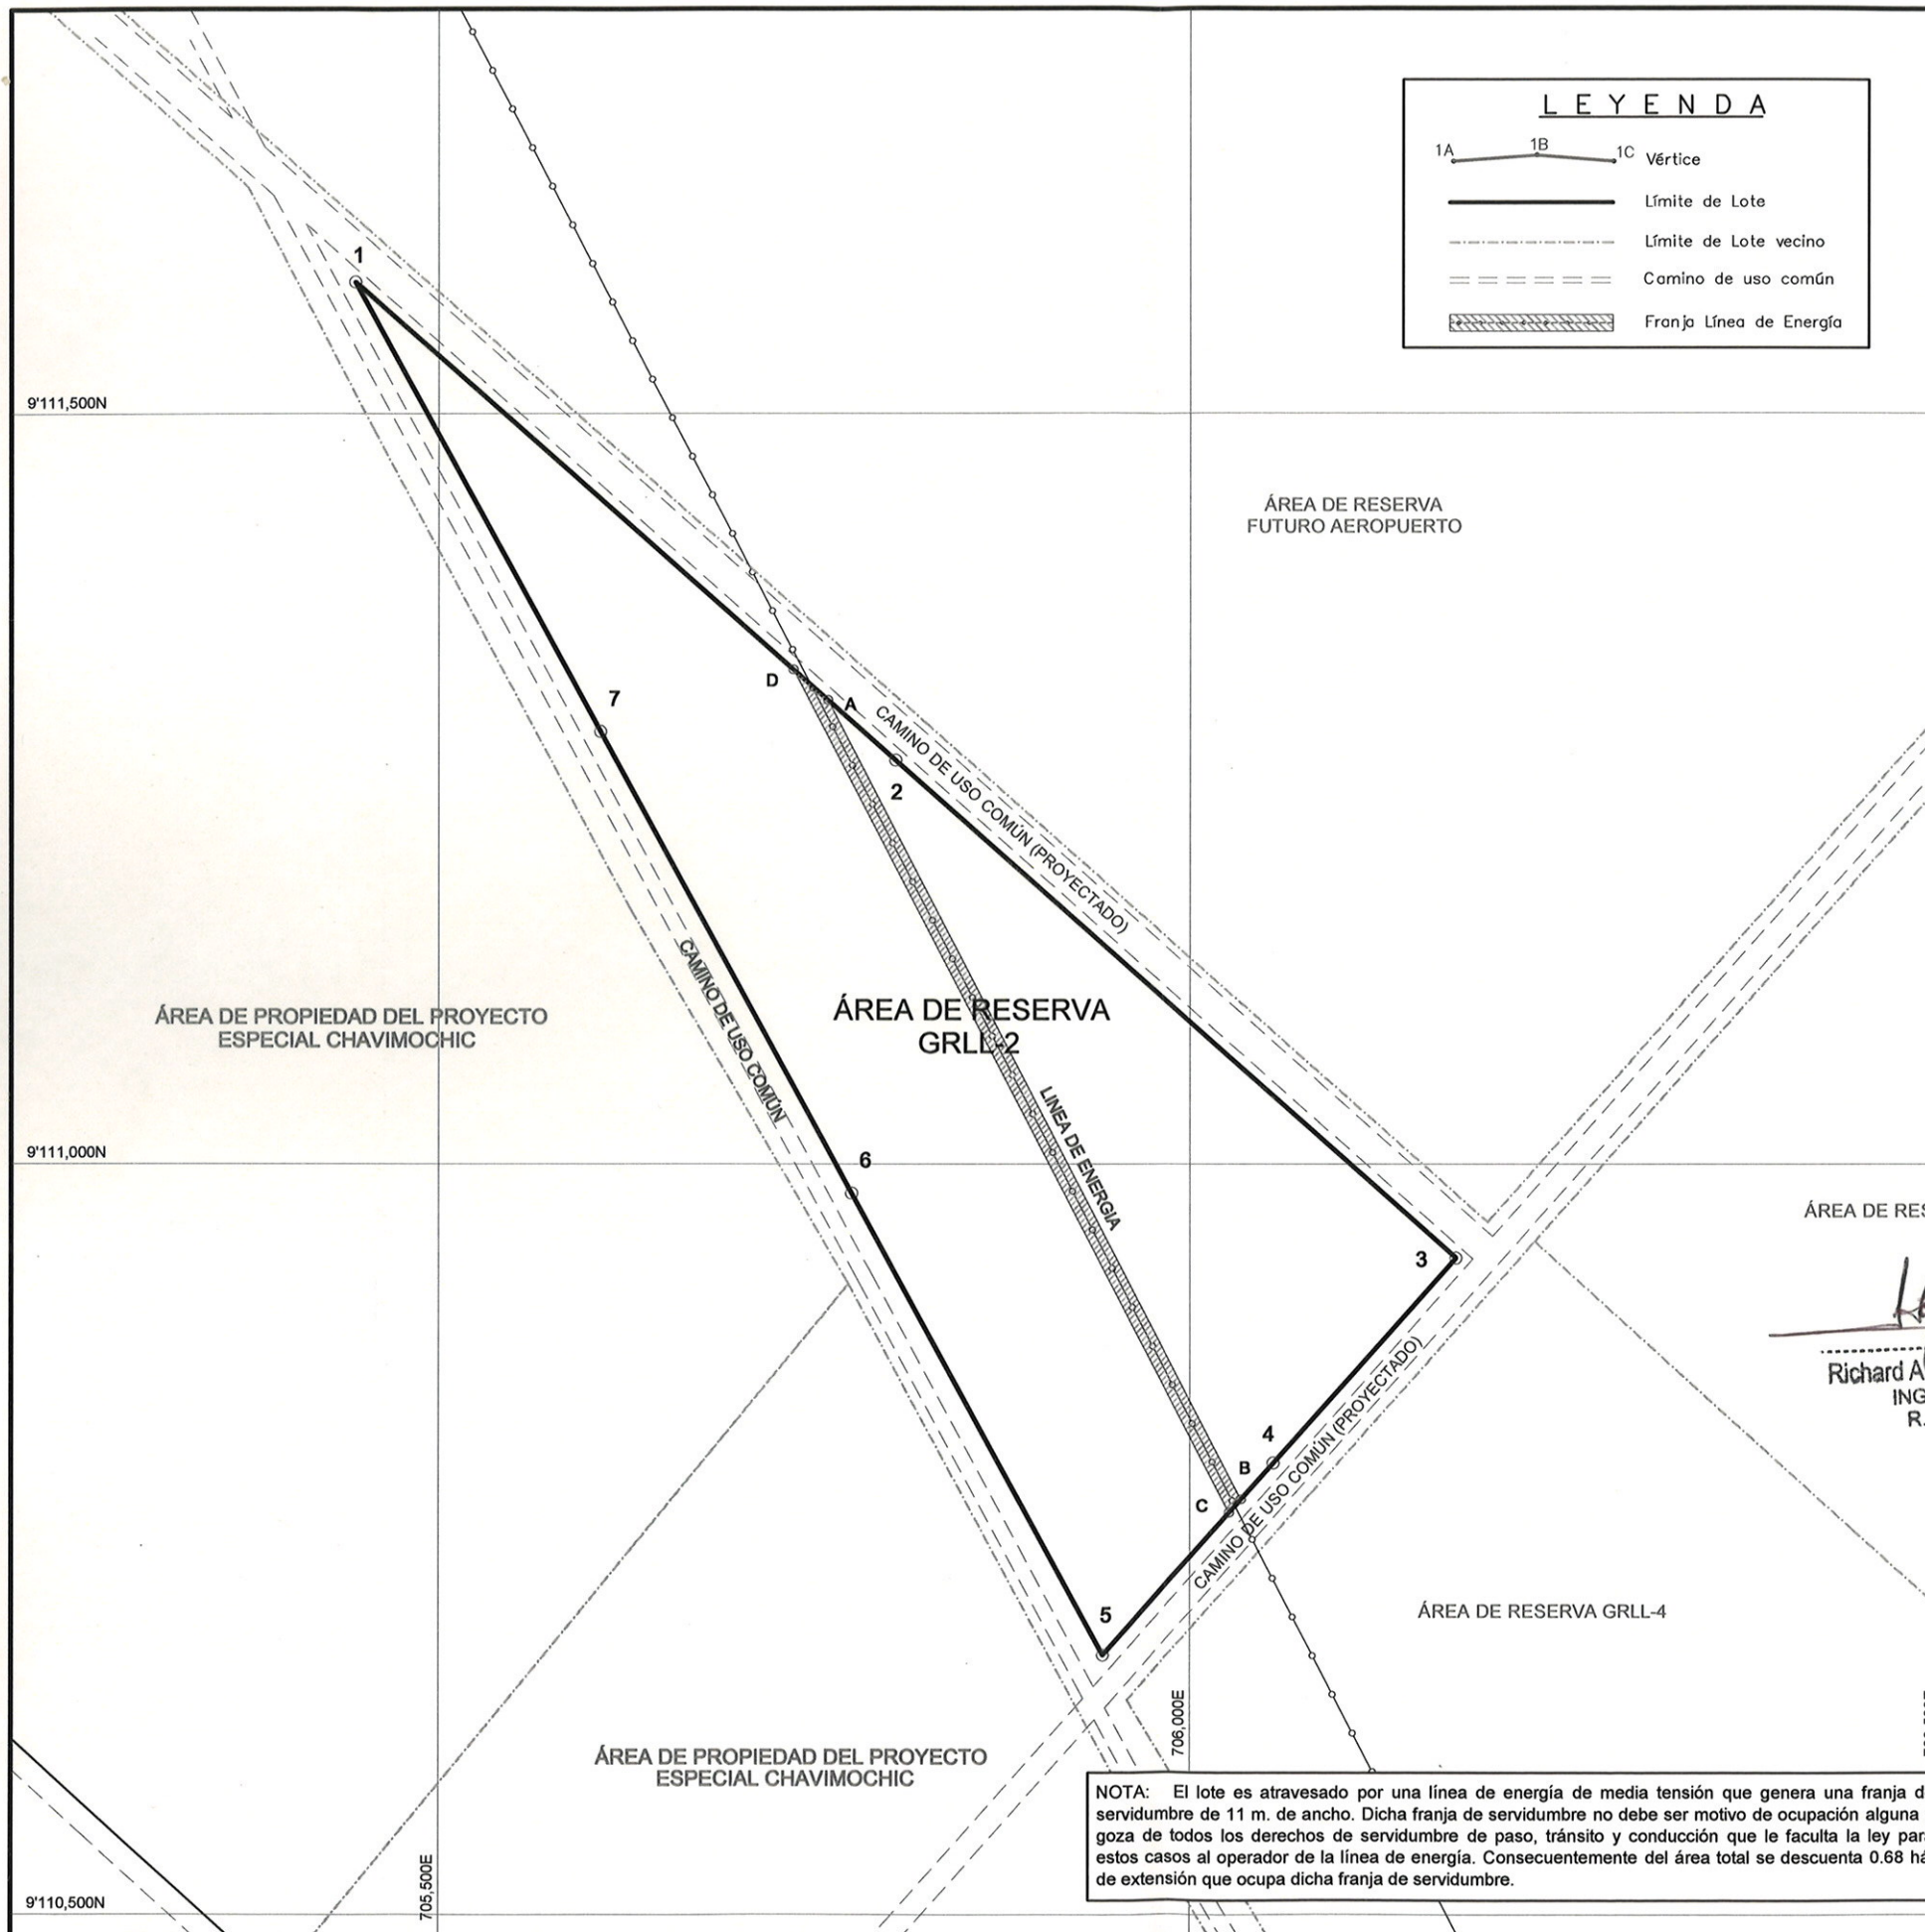 L E Y E N D A
1A 1B 1C Vértice
Límite de Lote
Límite de Lote vecino
Camino de uso común
Franja Línea de Energía
1
9'111,500N
ÁREA DE RESERVA
FUTURO AEROPUERTO
D
A
7
2
CAMINO DE USO COMÚN (PROYECTADO)
CAMINO DE USO COMÚN
ÁREA DE PROPIEDAD DEL PROYECTO
ESPECIAL CHAVIMOCHIC
ÁREA DE RESERVA
GRLL-2
LINEA DE ENERGIA
9'111,000N
6
ÁREA DE RES
3
Richard A
ING
R.
4
B
C
CAMINO DE USO COMÚN (PROYECTADO)
5
ÁREA DE RESERVA GRLL-4
706,000E
ÁREA DE PROPIEDAD DEL PROYECTO
ESPECIAL CHAVIMOCHIC
NOTA: El lote es atravesado por una línea de energía de media tensión que genera una franja d
servidumbre de 11 m. de ancho. Dicha franja de servidumbre no debe ser motivo de ocupación alguna
goza de todos los derechos de servidumbre de paso, tránsito y conducción que le faculta la ley par
estos casos al operador de la línea de energía. Consecuentemente del área total se descuenta 0.68 há
de extensión que ocupa dicha franja de servidumbre.
705,500E
9'110,500N